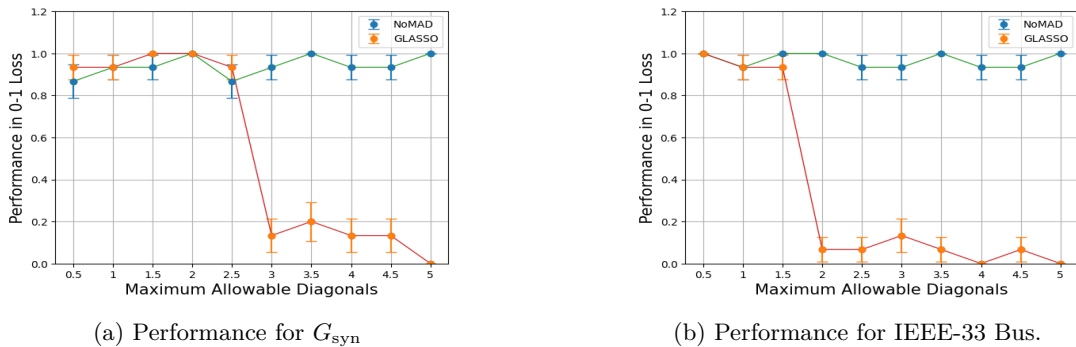 NoMAD
GLASSO
1.2
1.0
0.8
0.6
0.4
0.2
0.0
Performance in 0-1 Loss
0.5 1 1.5 2 2.5 3 3.5 4 4.5 5
Maximum Allowable Diagonals
(a) Performance for G_syn
NoMAD
GLASSO
1.2
1.0
0.8
0.6
0.4
0.2
0.0
Performance in 0-1 Loss
0.5 1 1.5 2 2.5 3 3.5 4 4.5 5
Maximum Allowable Diagonals
(b) Performance for IEEE-33 Bus.